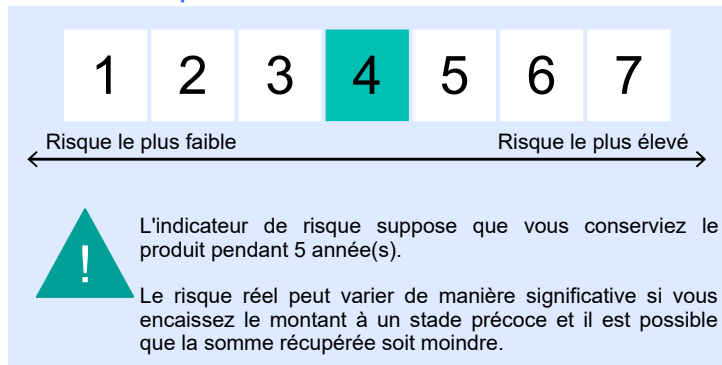 1 2 3 4 5 6 7
Risque le plus faible Risque le plus élevé
!
L'indicateur de risque suppose que vous conserviez le
produit pendant 5 année(s).
Le risque réel peut varier de manière significative si vous
encaissez le montant à un stade précoce et il est possible
que la somme récupérée soit moindre.